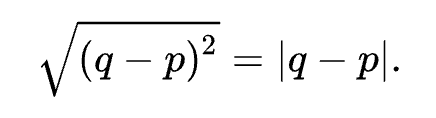 √(q − p)² = |q − p|.